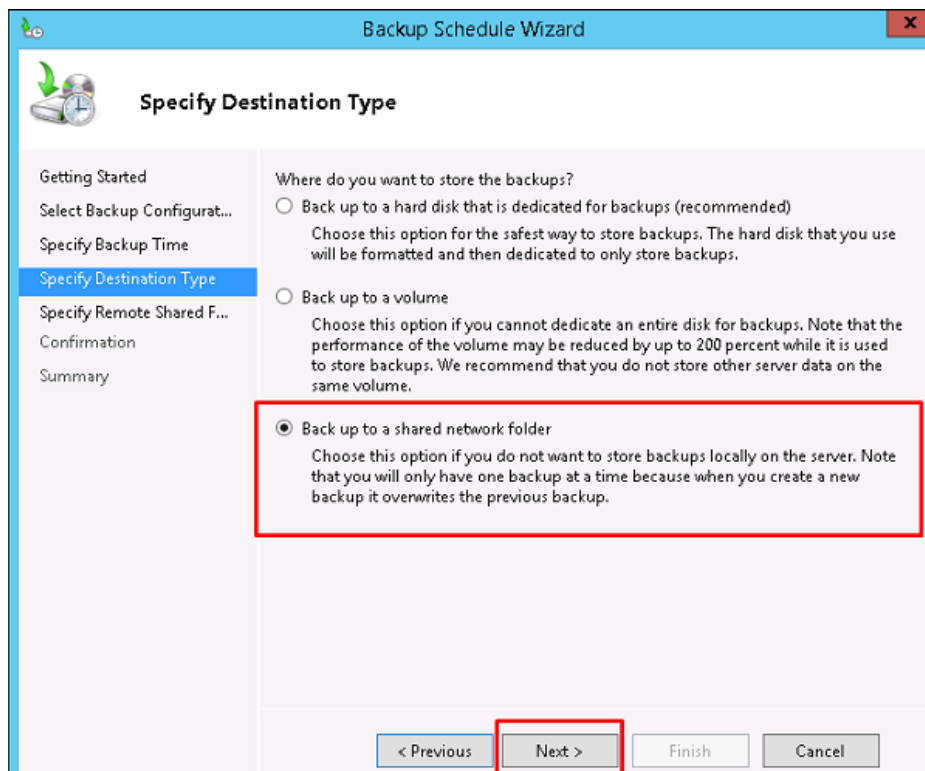 Backup Schedule Wizard
x
Specify Destination Type
Getting Started
Select Backup Configurat...
Specify Backup Time
Specify Destination Type
Specify Remote Shared F...
Confirmation
Summary
Where do you want to store the backups?
Back up to a hard disk that is dedicated for backups (recommended)
Choose this option for the safest way to store backups. The hard disk that you use
will be formatted and then dedicated to only store backups.
Back up to a volume
Choose this option if you cannot dedicate an entire disk for backups. Note that the
performance of the volume may be reduced by up to 200 percent while it is used
to store backups. We recommend that you do not store other server data on the
same volume.
Back up to a shared network folder
Choose this option if you do not want to store backups locally on the server. Note
that you will only have one backup at a time because when you create a new
backup it overwrites the previous backup.
< Previous
Next >
Finish
Cancel